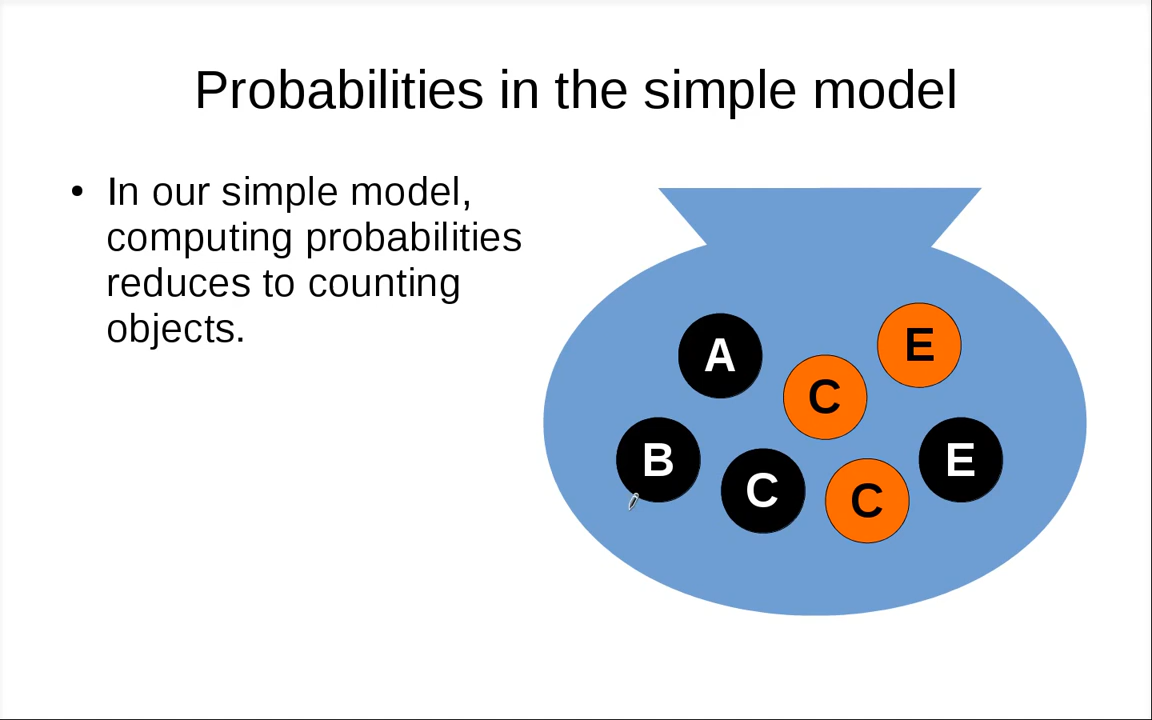 Probabilities in the simple model
• In our simple model,
computing probabilities
reduces to counting
objects.
A
E
C
B
C
C
E